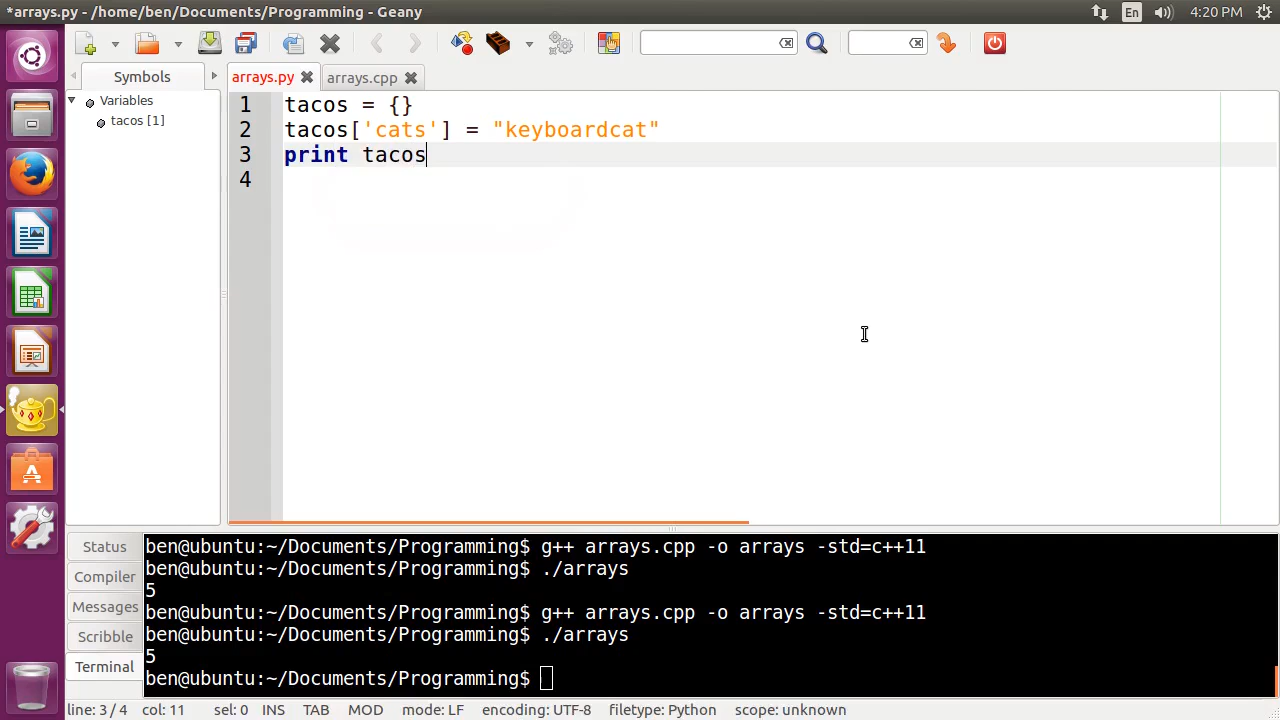 *arrays.py - /home/ben/Documents/Programming - Geany
En
4:20 PM
Symbols
arrays.py
arrays.cpp
Variables
tacos [1]
1 tacos = {}
2 tacos['cats'] = "keyboardcat"
3 print tacos
4
Status
Compiler
Messages
Scribble
Terminal
ben@ubuntu:~/Documents/Programming$ g++ arrays.cpp -o arrays -std=c++11
ben@ubuntu:~/Documents/Programming$ ./arrays
5
ben@ubuntu:~/Documents/Programming$ g++ arrays.cpp -o arrays -std=c++11
ben@ubuntu:~/Documents/Programming$ ./arrays
5
ben@ubuntu:~/Documents/Programming$
line: 3 / 4 col: 11 sel: 0 INS TAB MOD mode: LF encoding: UTF-8 filetype: Python scope: unknown